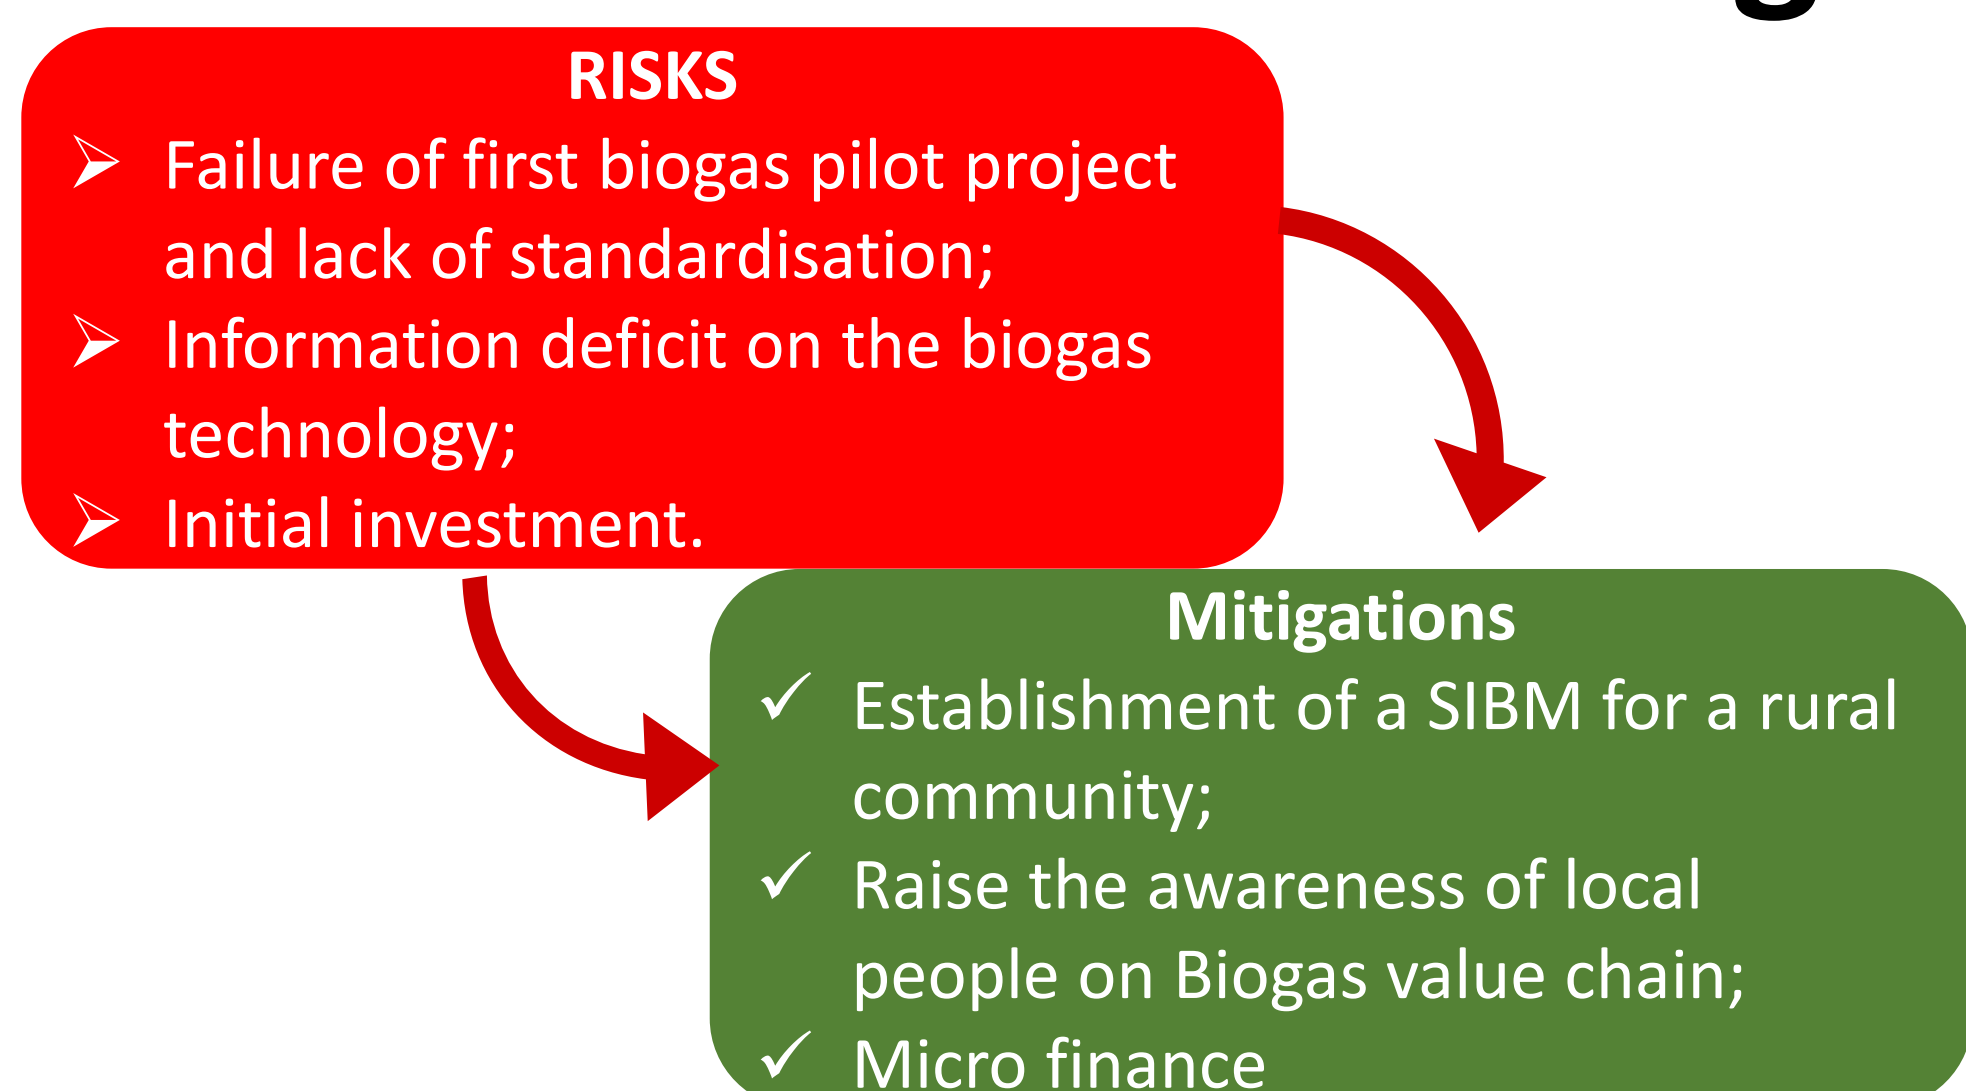 RISKS
Failure of first biogas pilot project
and lack of standardisation;
Information deficit on the biogas
technology;
Initial investment.
Mitigations
Establishment of a SIBM for a rural
community;
Raise the awareness of local
people on Biogas value chain;
Micro finance